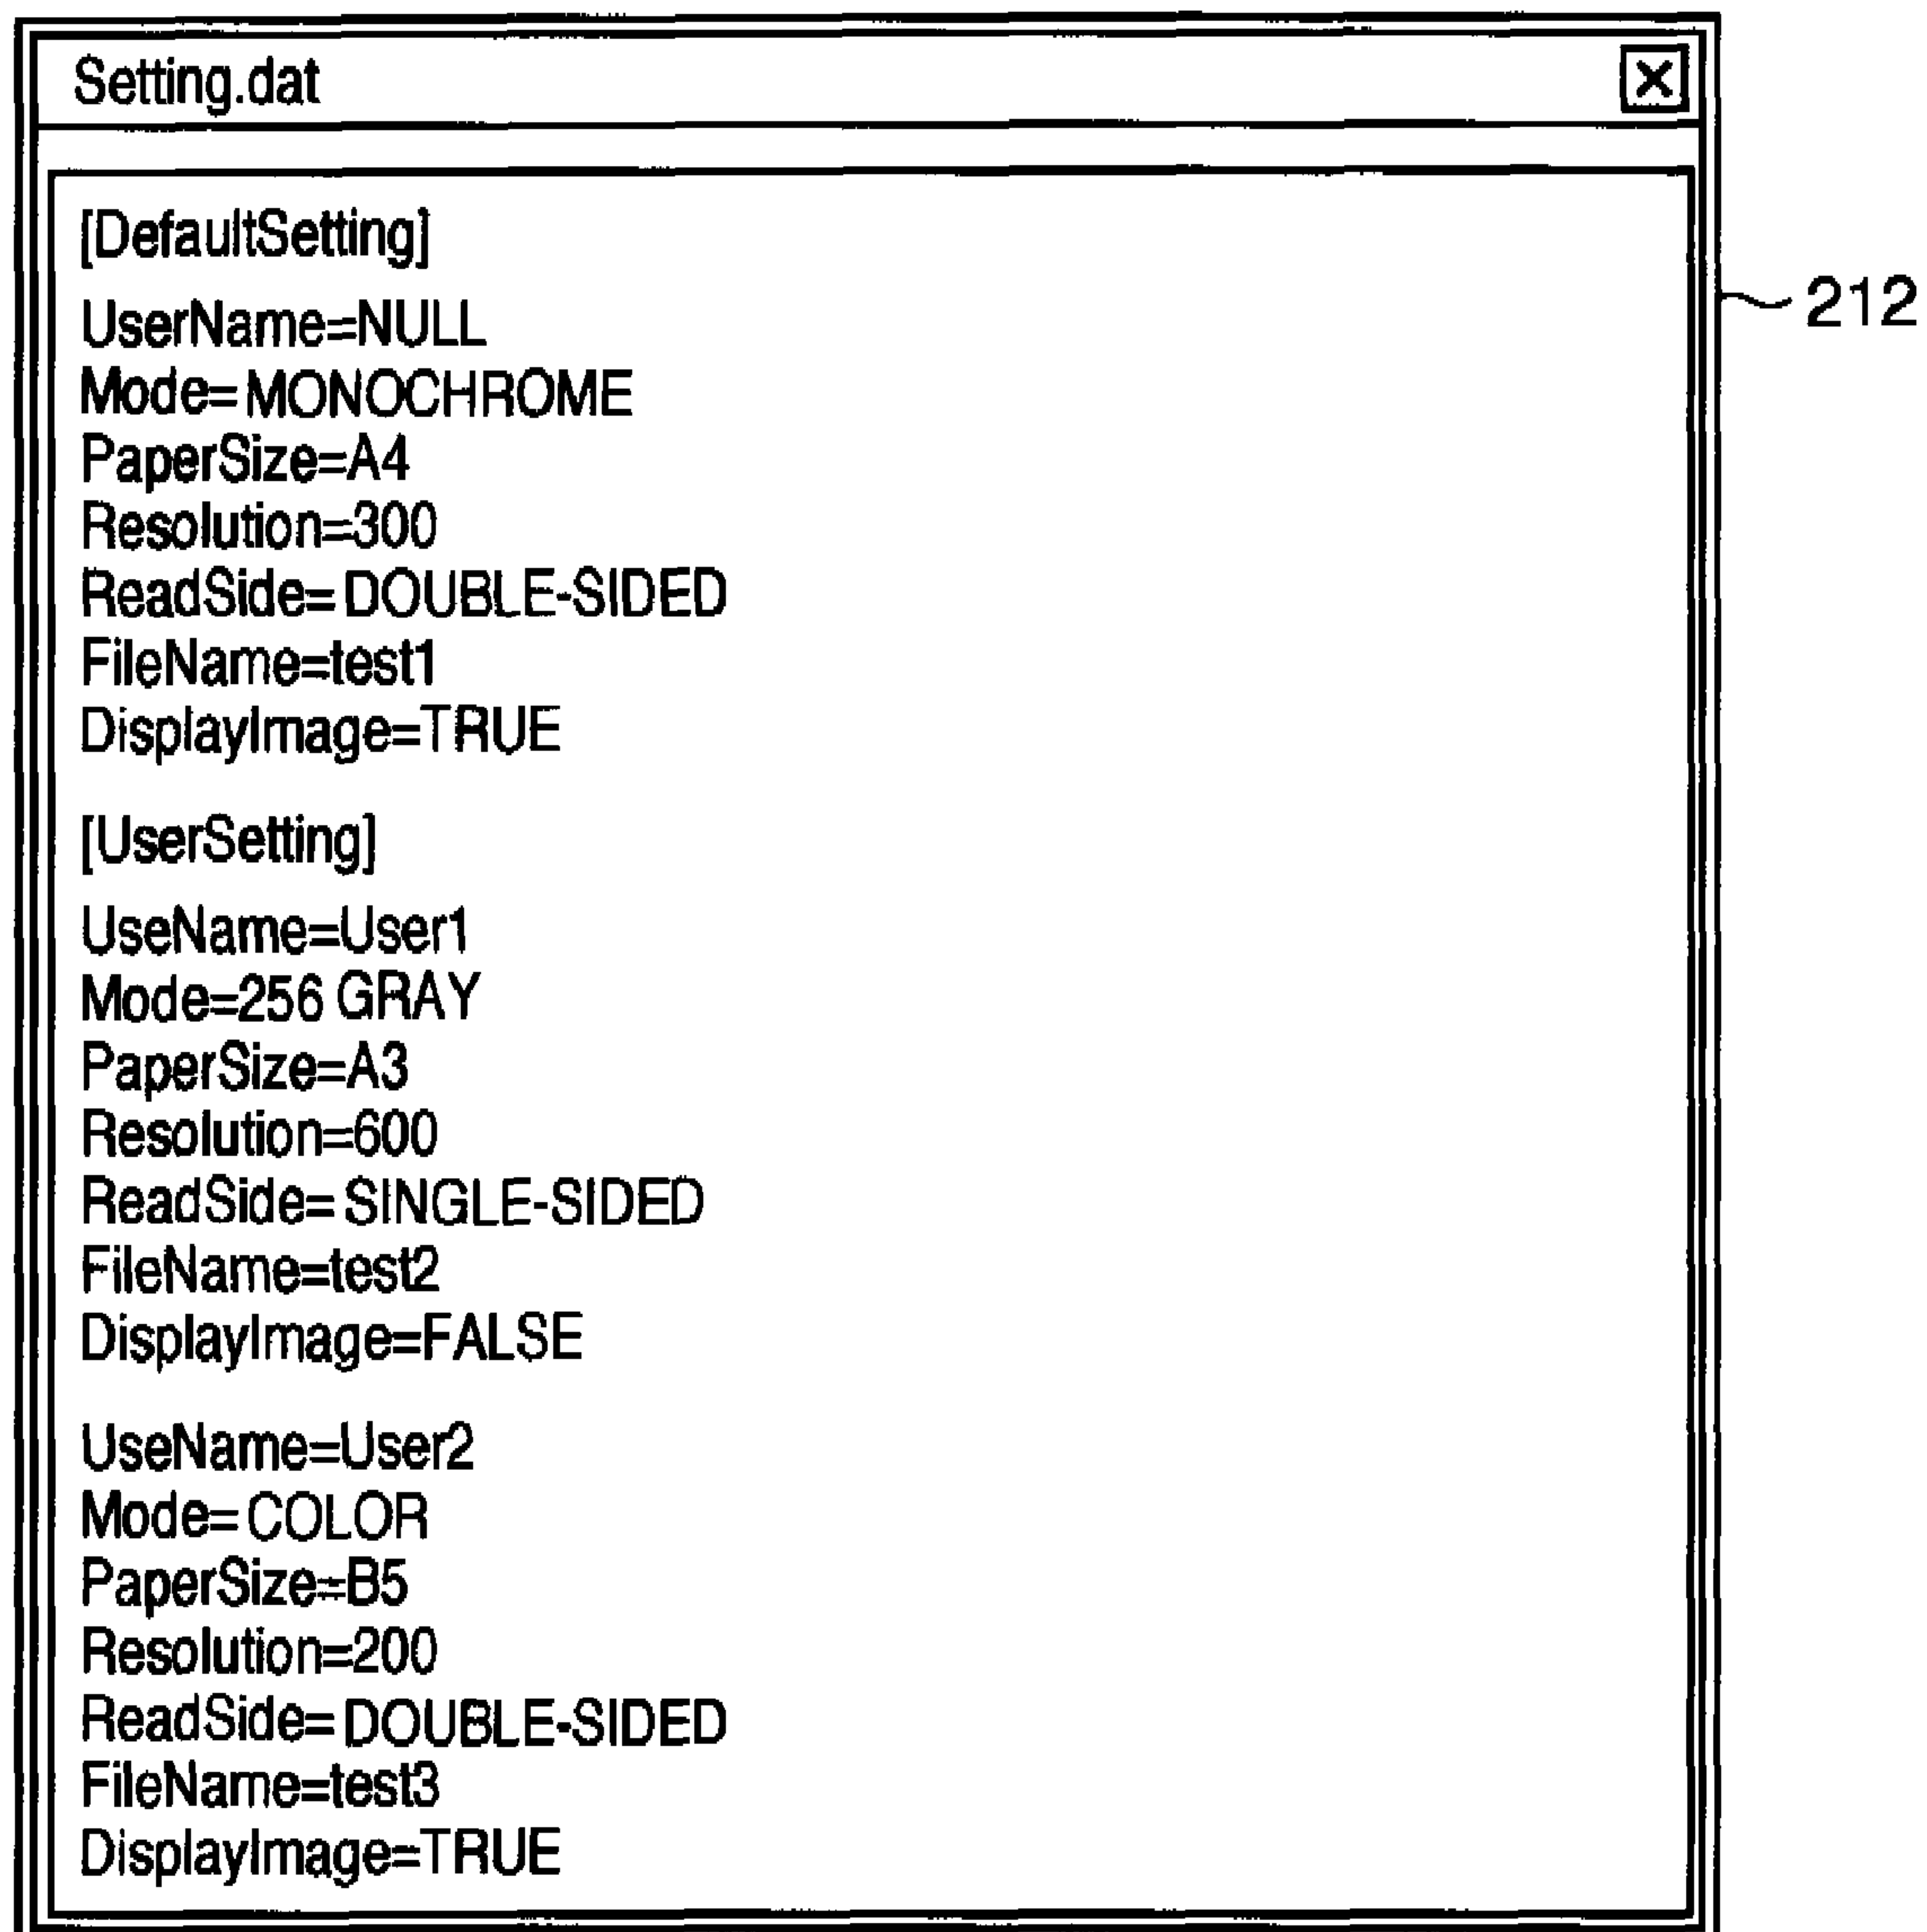 Setting.dat
[DefaultSetting]
212
UserName=NULL
Mode=MONOCHROME
PaperSize=A4
Resolution=300
ReadSide=DOUBLE-SIDED
FileName=test1
DisplayImage=TRUE
[UserSetting]
UseName=User1
Mode=256 GRAY
PaperSize=A3
Resolution=600
ReadSide=SINGLE-SIDED
FileName=test2
DisplayImage=FALSE
UseName=User2
Mode=COLOR
PaperSize=B5
Resolution=200
ReadSide=DOUBLE-SIDED
FileName=test3
DisplayImage=TRUE